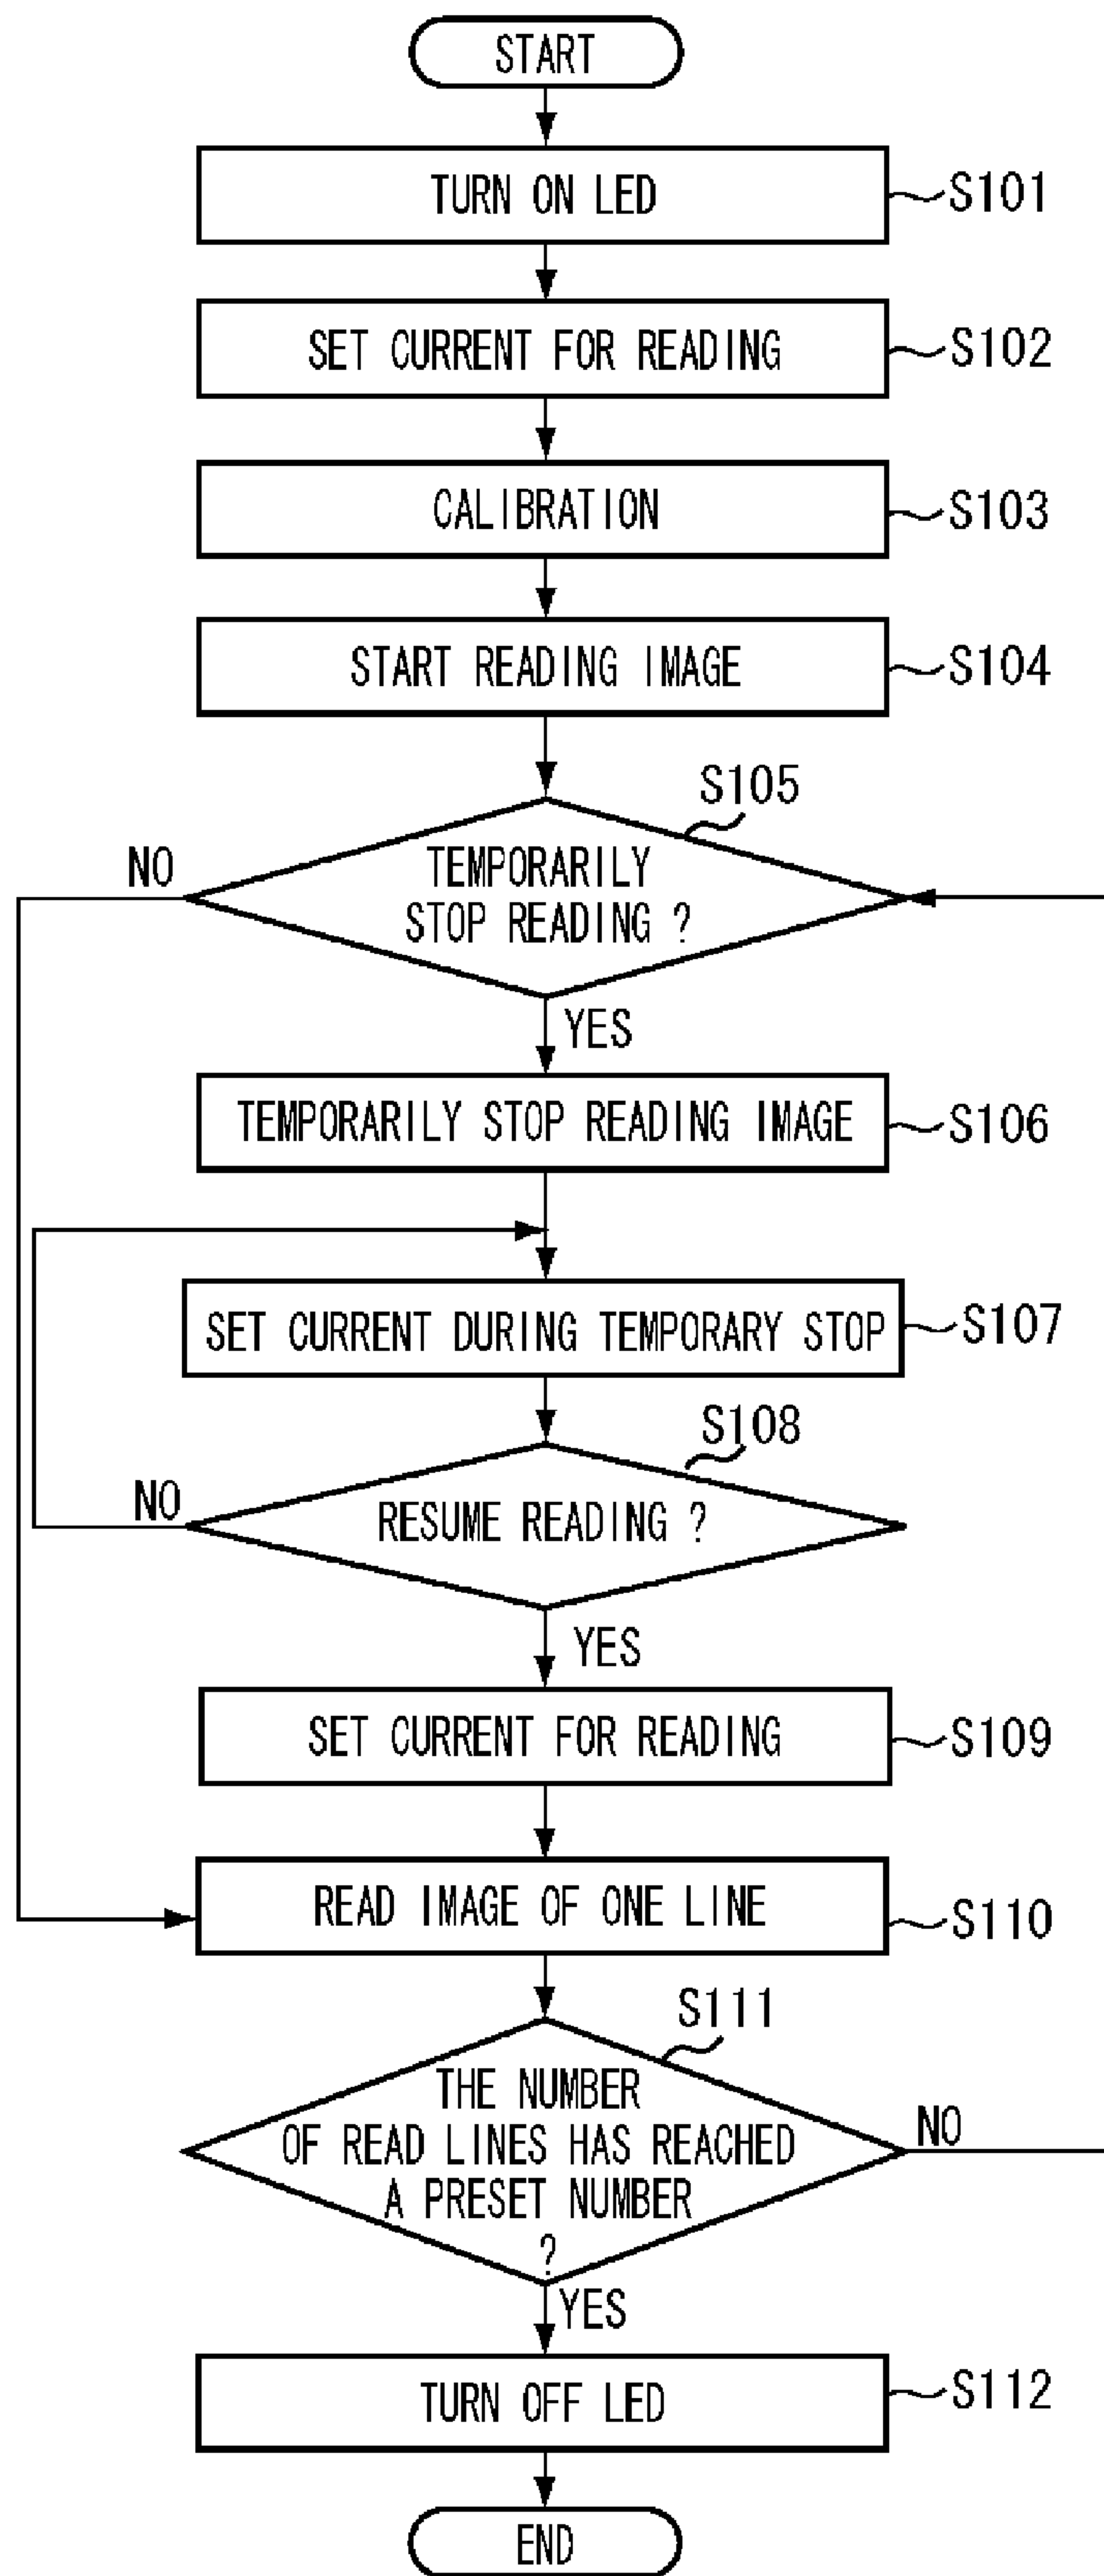 START
TURN ON LED
S101
SET CURRENT FOR READING
S102
CALIBRATION
S103
START READING IMAGE
S104
S105
NO
TEMPORARILY
STOP READING ?
YES
TEMPORARILY STOP READING IMAGE
S106
SET CURRENT DURING TEMPORARY STOP
S107
S108
NO
RESUME READING ?
YES
SET CURRENT FOR READING
S109
READ IMAGE OF ONE LINE
S110
S111
THE NUMBER
OF READ LINES HAS REACHED
A PRESET NUMBER
?
NO
YES
TURN OFF LED
S112
END